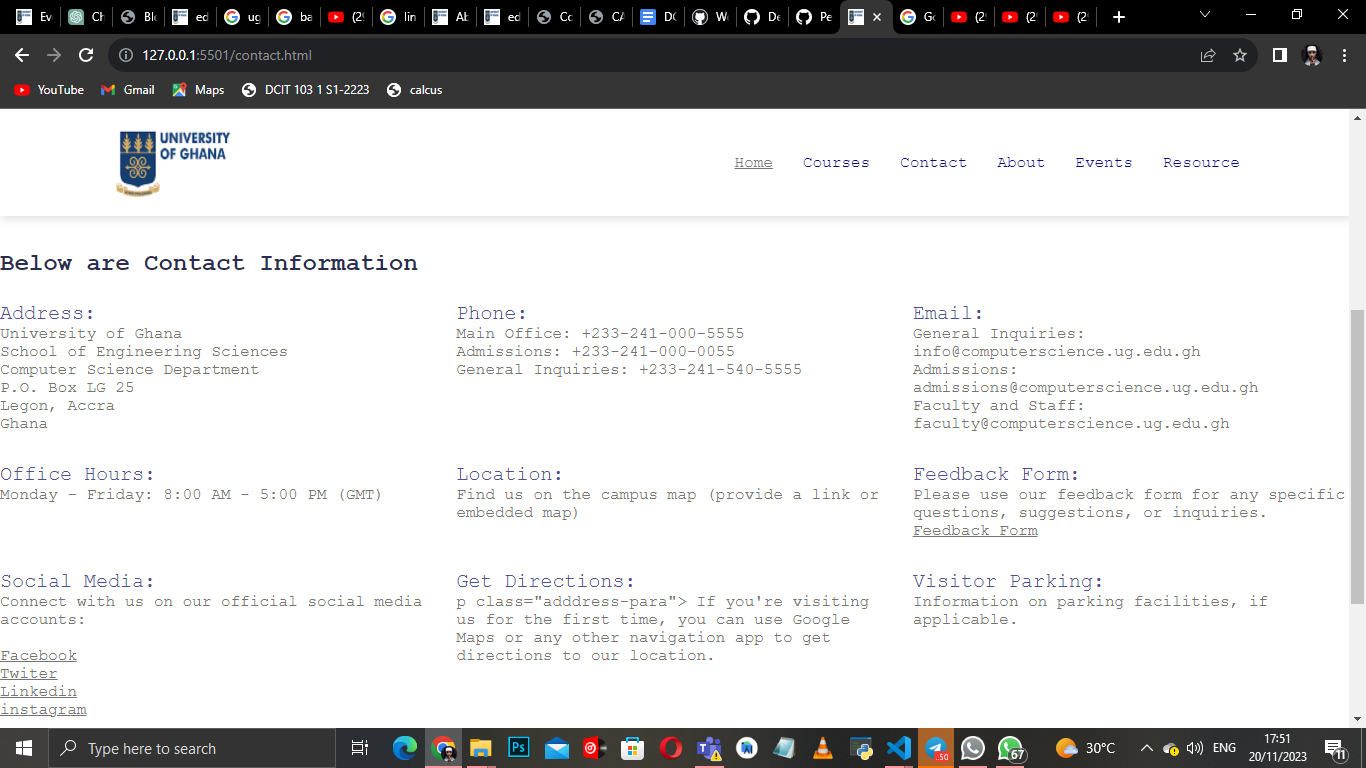 Ev
Ch
Blo
ed
ug
ba
(2
lin
Ab
ed
Co
CA
DC
W
De
Pe
Go
(2
(2
(2
127.0.0.1:5501/contact.html
YouTube
Gmail
Maps
DCIT 103 1 S1-2223
calcus
UNIVERSITY
OF GHANA
Home
Courses
Contact
About
Events
Resource
Below are Contact Information
Address:
University of Ghana
School of Engineering Sciences
Computer Science Department
P.O. Box LG 25
Legon, Accra
Ghana
Phone:
Main Office: +233-241-000-5555
Admissions: +233-241-000-0055
General Inquiries: +233-241-540-5555
Email:
General Inquiries:
info@computerscience.ug.edu.gh
Admissions:
admissions@computerscience.ug.edu.gh
Faculty and Staff:
faculty@computerscience.ug.edu.gh
Office Hours:
Monday - Friday: 8:00 AM - 5:00 PM (GMT)
Location:
Find us on the campus map (provide a link or
embedded map)
Feedback Form:
Please use our feedback form for any specific
questions, suggestions, or inquiries.
Feedback Form
Social Media:
Connect with us on our official social media
accounts:
Facebook
Twiter
Linkedin
instagram
Get Directions:
p class="adddress-para"> If you're visiting
us for the first time, you can use Google
Maps or any other navigation app to get
directions to our location.
Visitor Parking:
Information on parking facilities, if
applicable.
Type here to search
Ps
50
67
30°C
ENG
17:51
20/11/2023
11